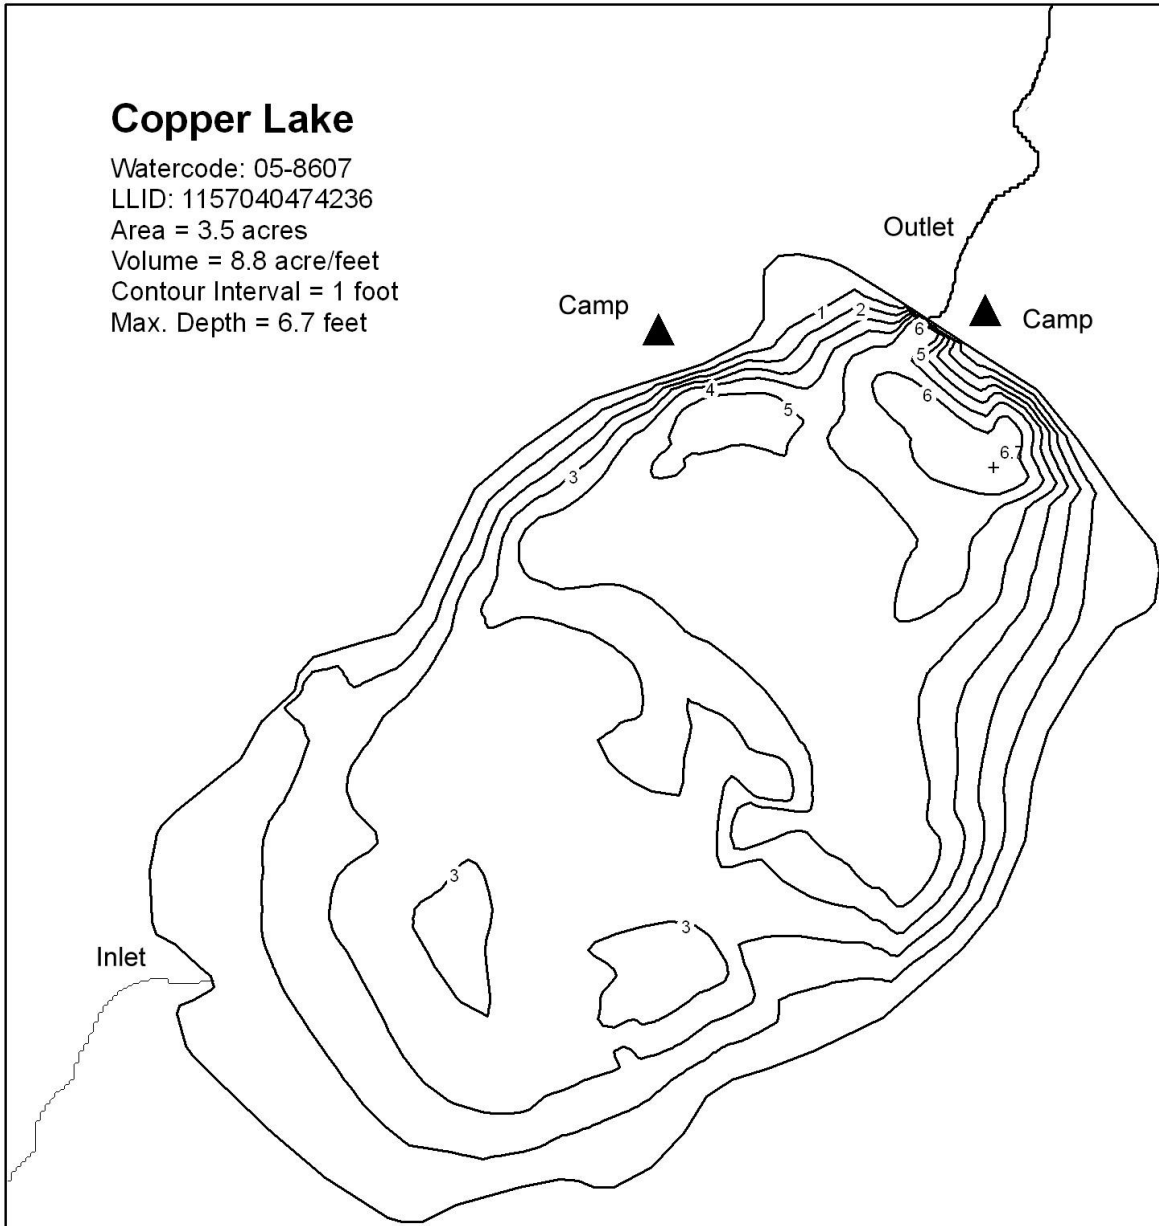 Copper Lake
Watercode: 05-8607
LLID: 1157040474236
Area = 3.5 acres
Volume = 8.8 acre/feet
Contour Interval = 1 foot
Max. Depth = 6.7 feet
Outlet
Camp
Camp
1
2
6
5
4
5
6
6.7
3
3
3
Inlet